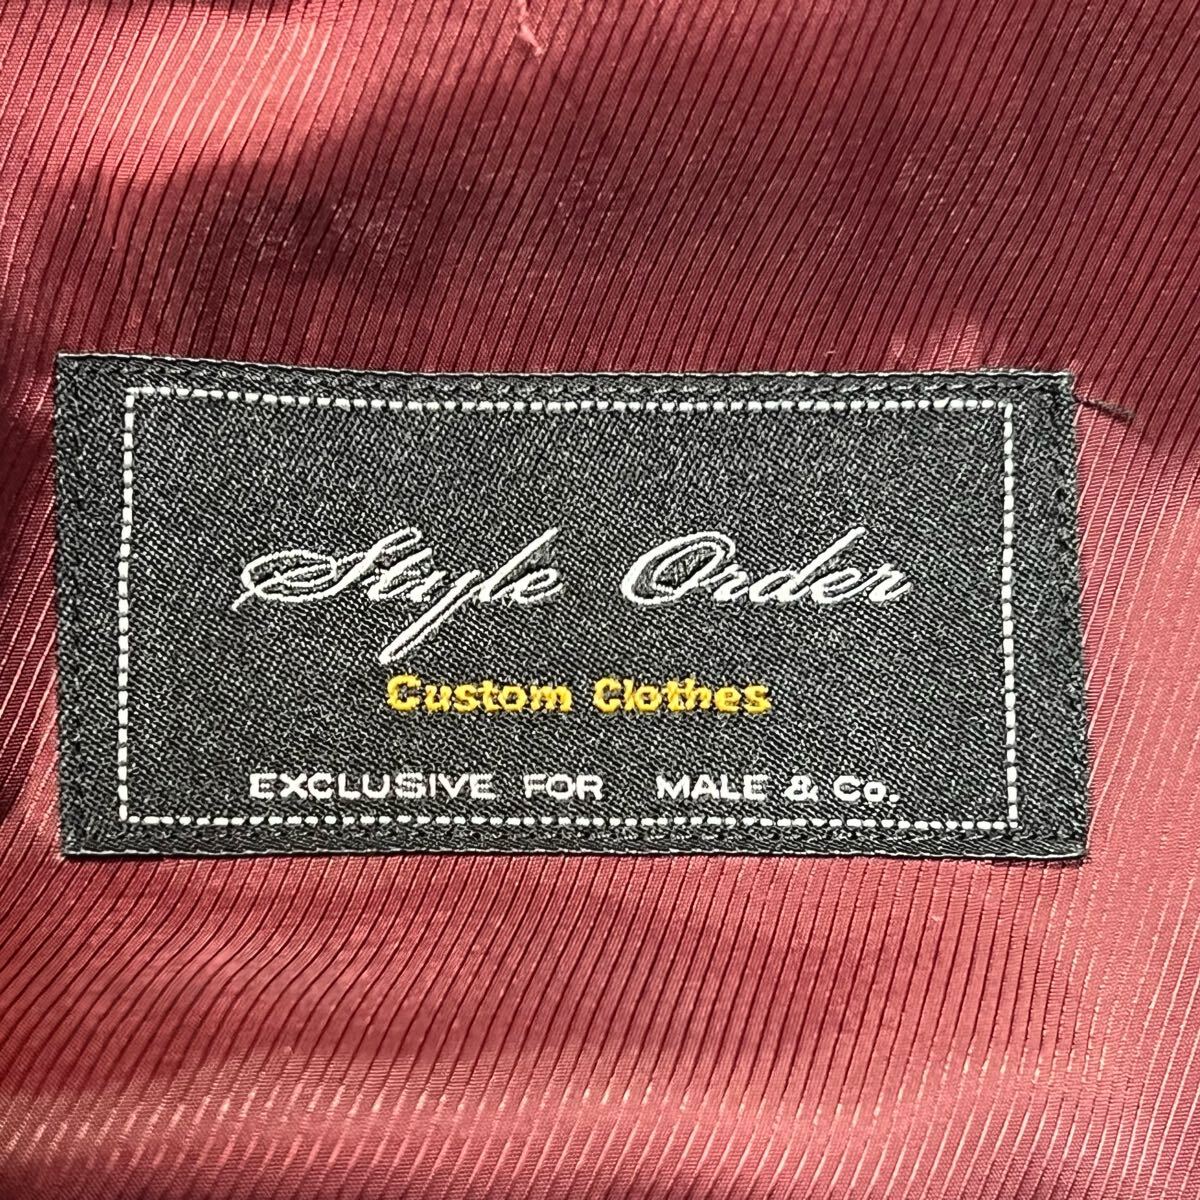 Style Order
Custom Clothes
EXCLUSIVE FOR MALE & Co.